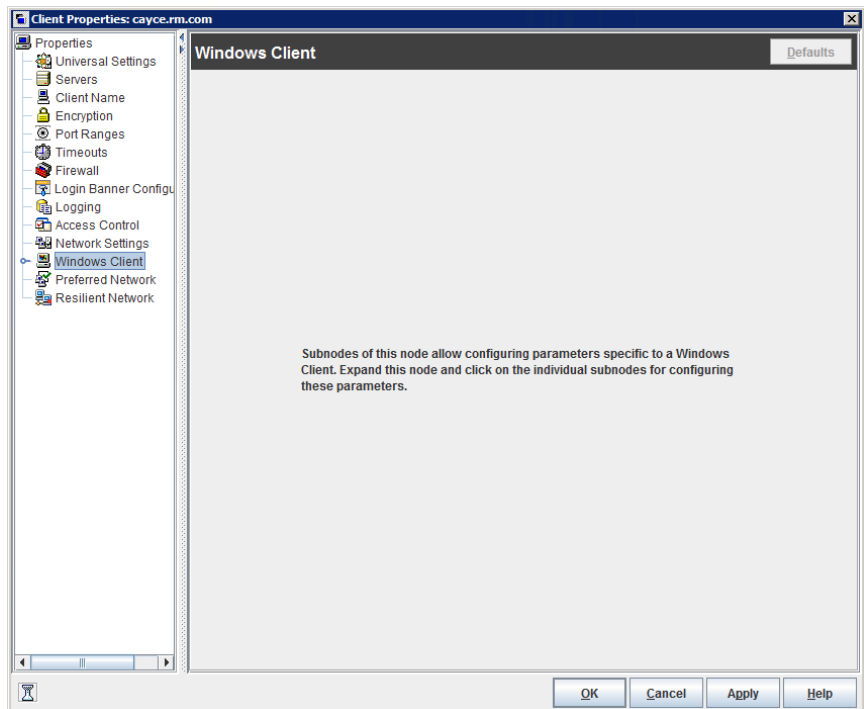 Client Properties: cayce.rm.com
Properties
Universal Settings
Servers
Client Name
Encryption
Port Ranges
Timeouts
Firewall
Login Banner Configu
Logging
Access Control
Network Settings
Windows Client
Preferred Network
Resilient Network
Windows Client
Defaults
Subnodes of this node allow configuring parameters specific to a Windows
Client. Expand this node and click on the individual subnodes for configuring
these parameters.
OK
Cancel
Apply
Help